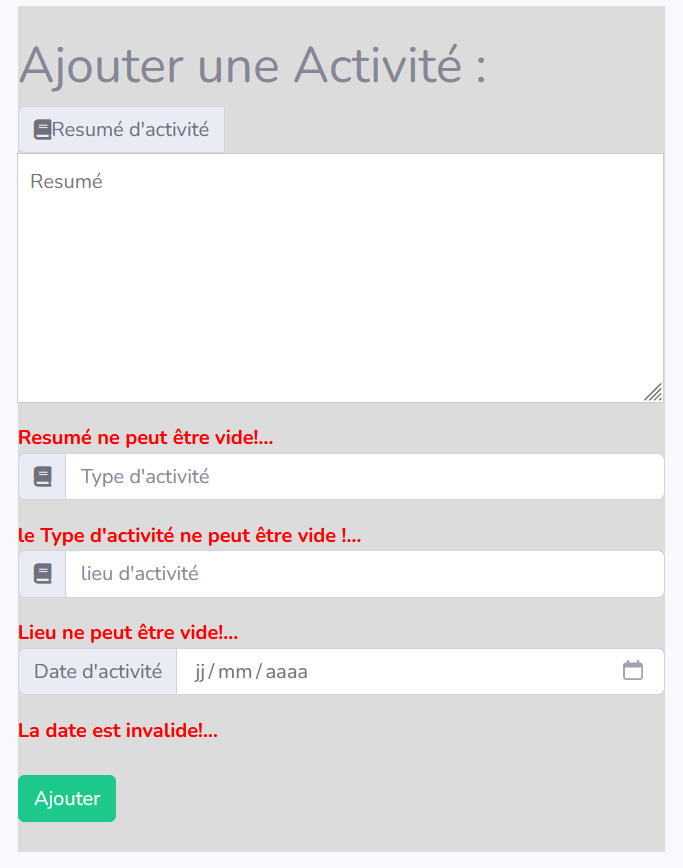 Ajouter une Activité :
Resumé d'activité
Resumé
Resumé ne peut être vide!...
Type d'activité
le Type d'activité ne peut être vide !...
lieu d'activité
Lieu ne peut être vide!...
Date d'activité jj/mm/aaaa
La date est invalide!...
Ajouter